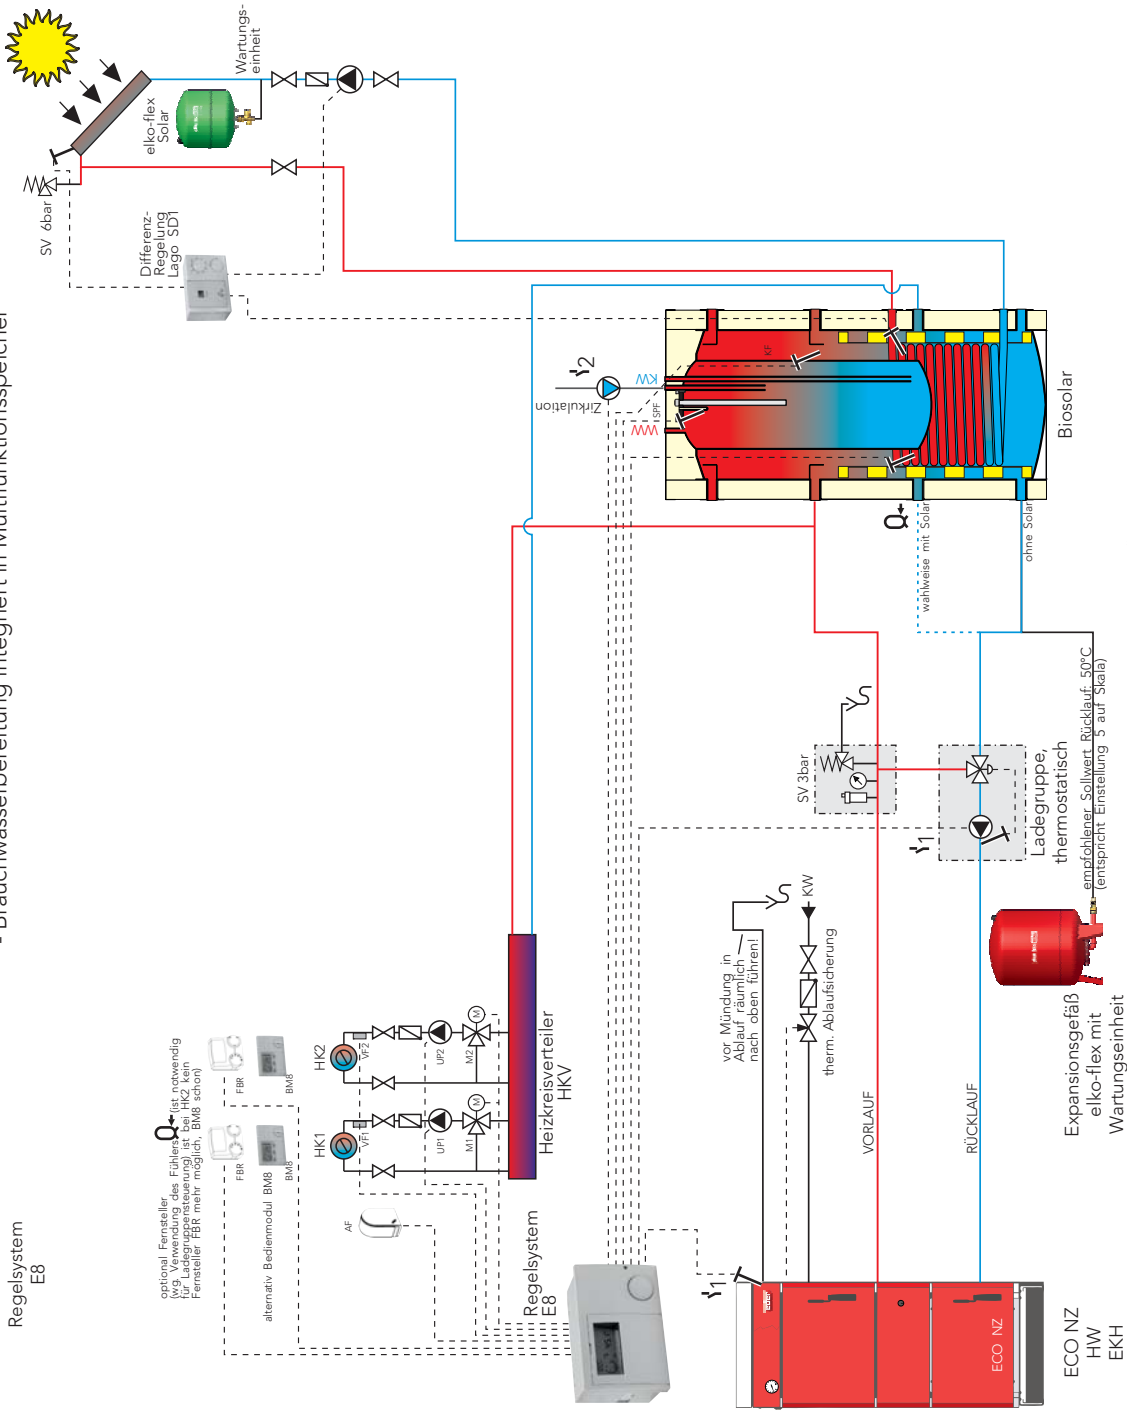 - Brauchwasserbereitung integriert in Multifunktionsspeicher
Regelsystem
E8
optional Fernsteller
(wg. Verwendung des Fühlers (ist notwendig
für Ladegruppensteuerung) ist bei HK2 kein
Fernsteller FBR mehr möglich, BM8 schon)
alternativ Bedienmodul BM8
FBR
BM8
FBR
BM8
AF
HK1
VF1
UP1
M1
M
HK2
VF2
UP2
M2
M
Heizkreisverteiler
HKV
Regelsystem
E8
SV 6bar
elko-flex
Solar
Wartungs-
einheit
Differenz-
Regelung
Lago SD1
Zirkulation
2
KW
WW
SPF
KF
Biosolar
wahlweise mit Solar
ohne Solar
SV 3bar
1
Ladegruppe,
thermostatisch
empfohlener Sollwert Rücklauf: 50°C
(entspricht Einstellung 5 auf Skala)
vor Mündung in
Ablauf räumlich
nach oben führen!
KW
therm. Ablaufsicherung
VORLAUF
RÜCKLAUF
Expansionsgefäß
elko-flex mit
Wartungseinheit
1
eder
ECO NZ
ECO NZ
HW
EKH